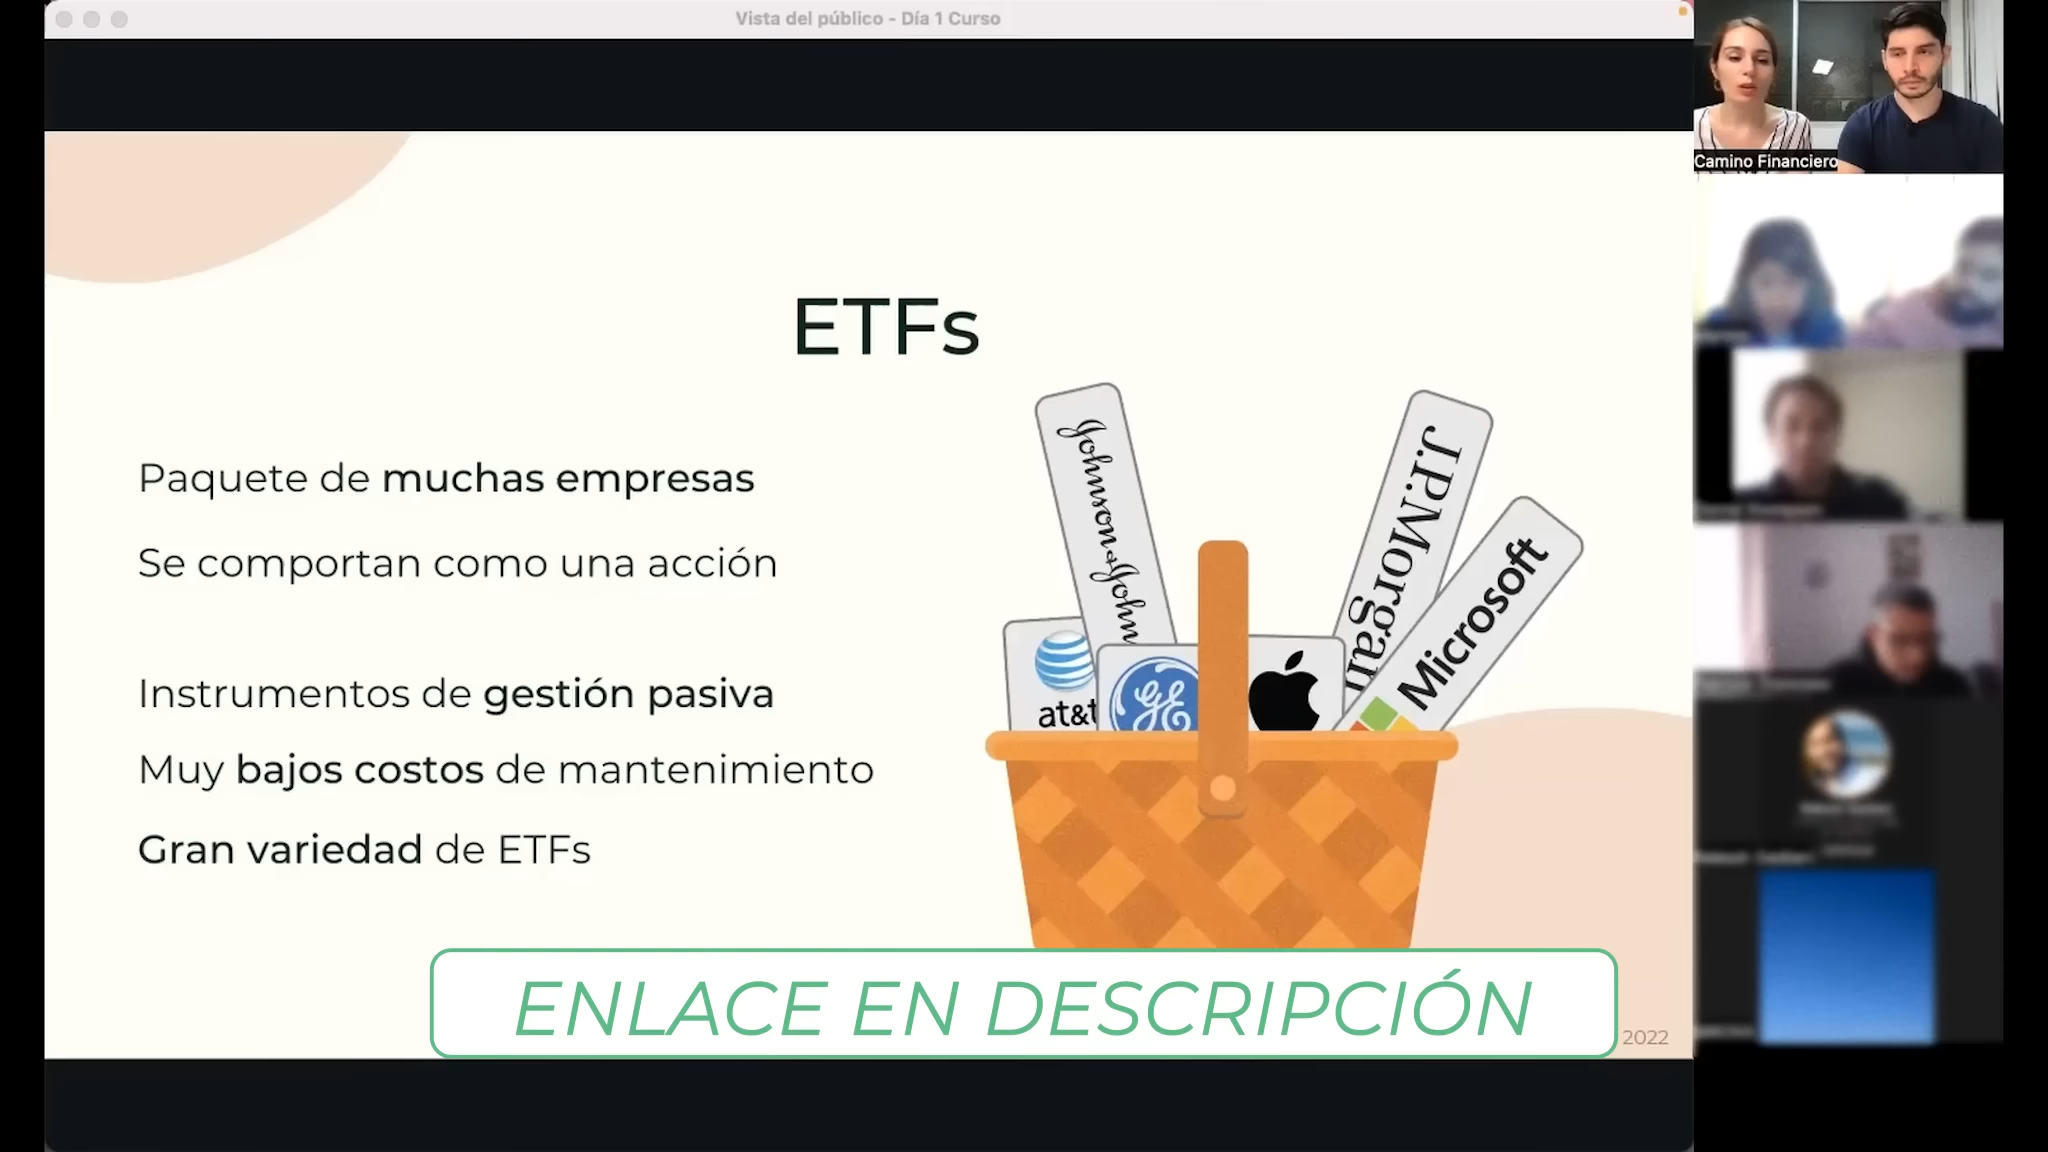 Vista del público - Día 1 Curso
Camino Financiero
ETFs
Paquete de muchas empresas
Se comportan como una acción
Instrumentos de gestión pasiva
Muy bajos costos de mantenimiento
Gran variedad de ETFs
Johnson&John
J.P.Morgan
Microsoft
at&t
GE
ENLACE EN DESCRIPCIÓN
2022